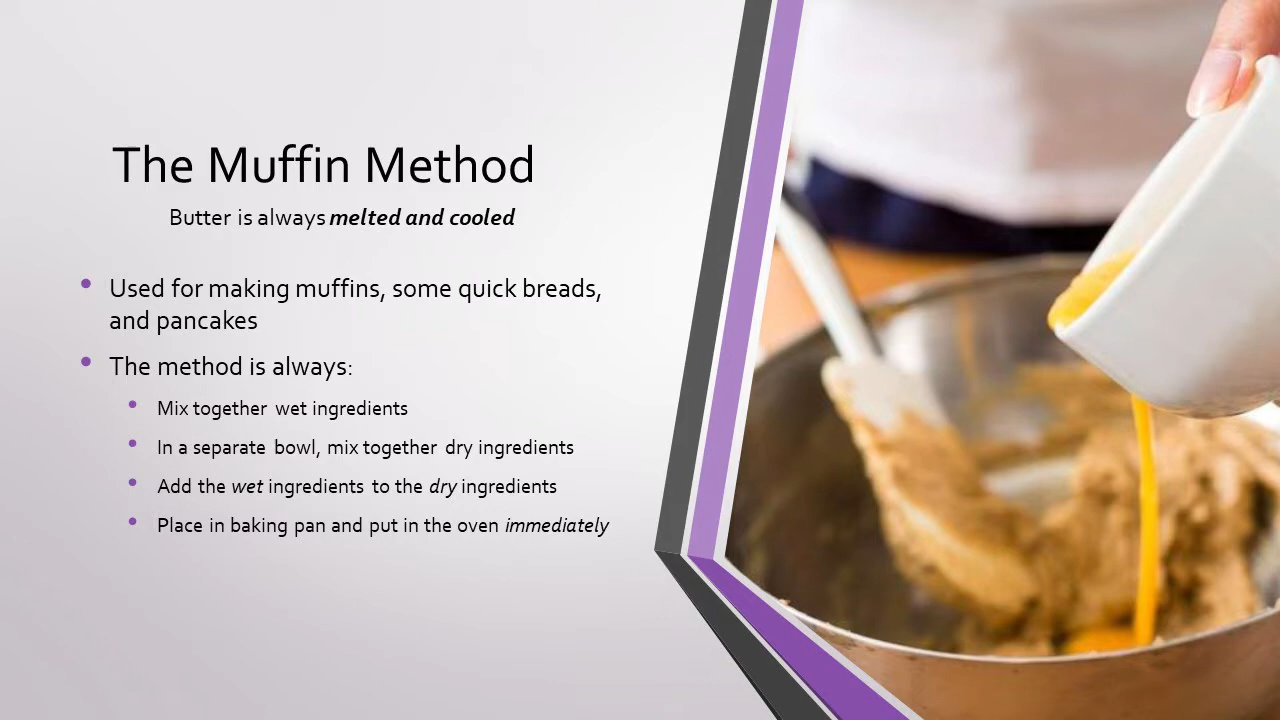 The Muffin Method
Butter is always melted and cooled
Used for making muffins, some quick breads,
and pancakes
The method is always:
Mix together wet ingredients
In a separate bowl, mix together dry ingredients
Add the wet ingredients to the dry ingredients
Place in baking pan and put in the oven immediately